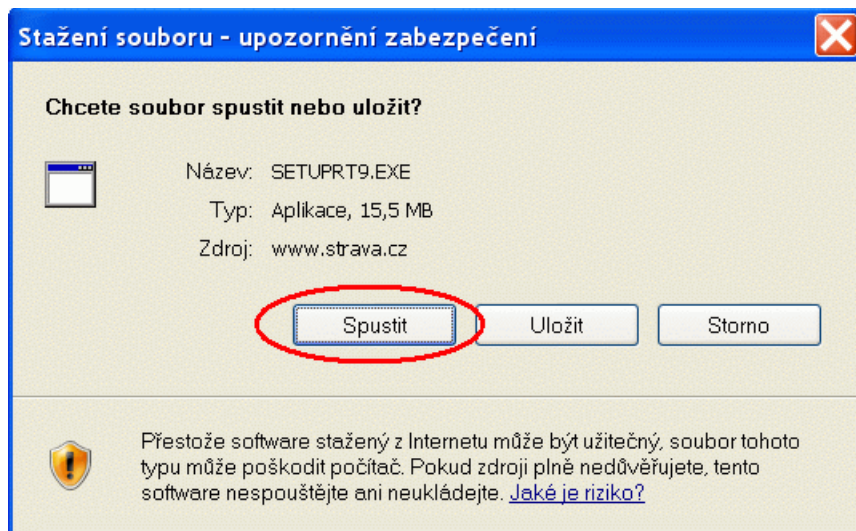 Stažení souboru - upozornění zabezpečení
Chcete soubor spustit nebo uložit?
Název: SETUPRT9.EXE
Typ: Aplikace, 15,5 MB
Zdroj: www.strava.cz
Spustit Uložit Storno
Přestože software stažený z Internetu může být užitečný, soubor tohoto
typu může poškodit počítač. Pokud zdroji plně nedůvěřujete, tento
software nespouštějte ani neukládejte. Jaké je riziko?